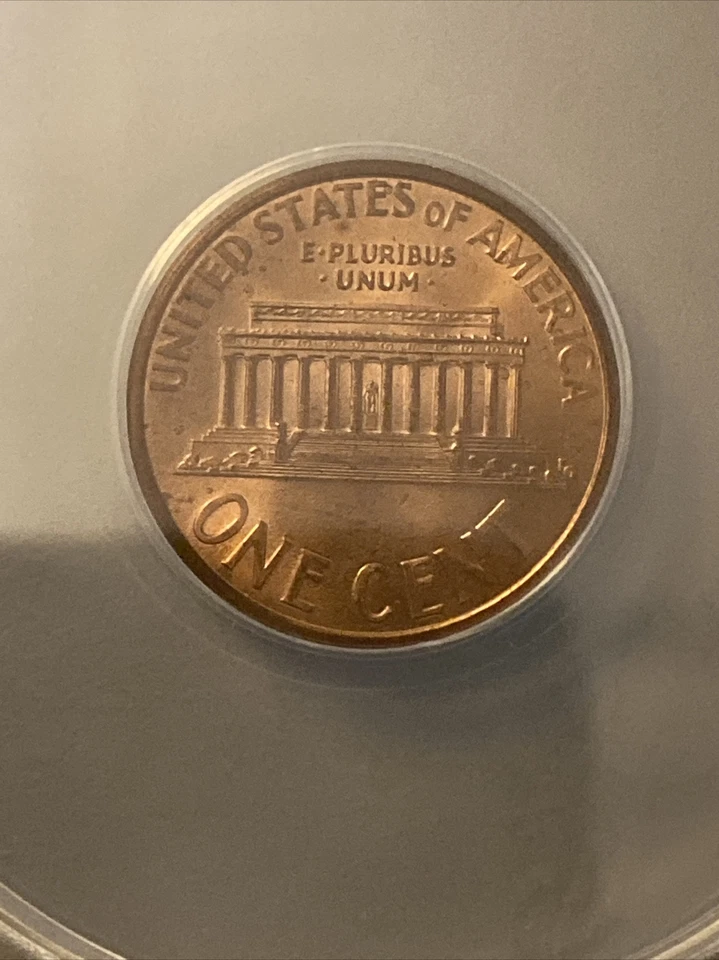 UNITED STATES OF AMERICA
E·PLURIBUS
·UNUM·
ONE CENT